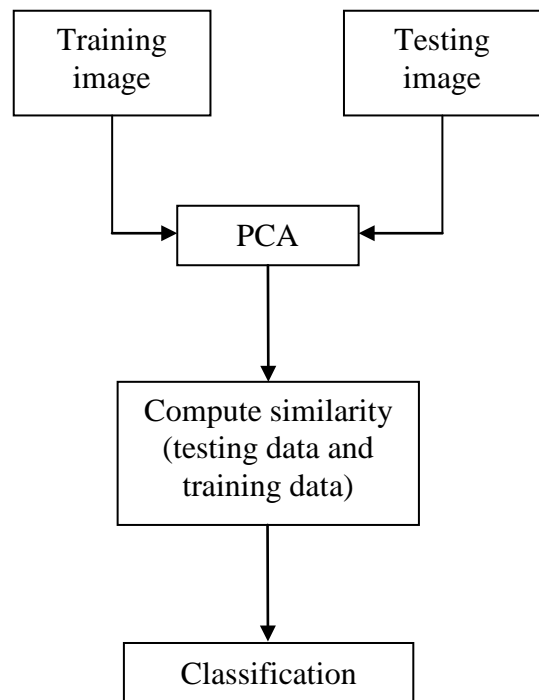 Training
image
Testing
image
PCA
Compute similarity
(testing data and
training data)
Classification